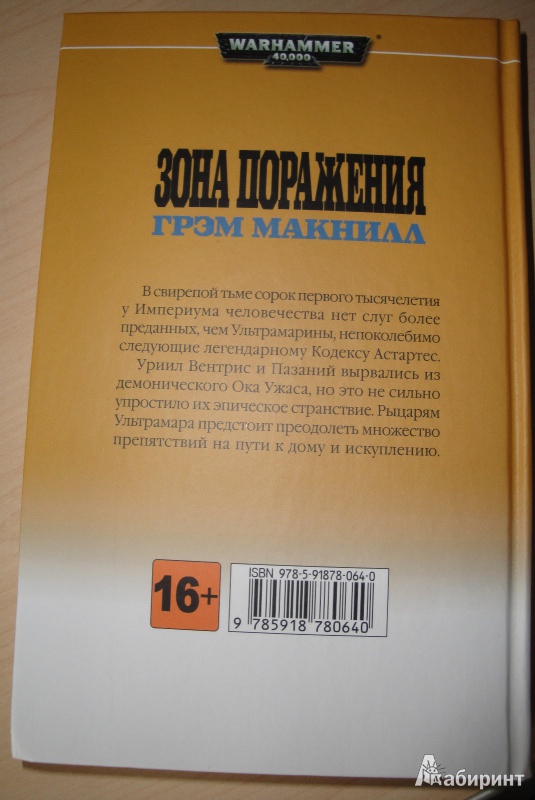 WARHAMMER®
40,000
ЗОНА ПОРАЖЕНИЯ
ГРЭМ МАКНИЛЛ
В свирепой тьме сорок первого тысячелетия
у Империума человечества нет слуг более
преданных, чем Ультрамарины, непоколебимо
следующие легендарному Кодексу Астартес.
Уриил Вентрис и Пазаний вырвались из
демонического Ока Ужаса, но это не сильно
упростило их эпическое странствие. Рыцарям
Ультрамара предстоит преодолеть множество
препятствий на пути к дому и искуплению.
16+
ISBN 978-5-91878-064-0
9 785918 780640
Лабиринт